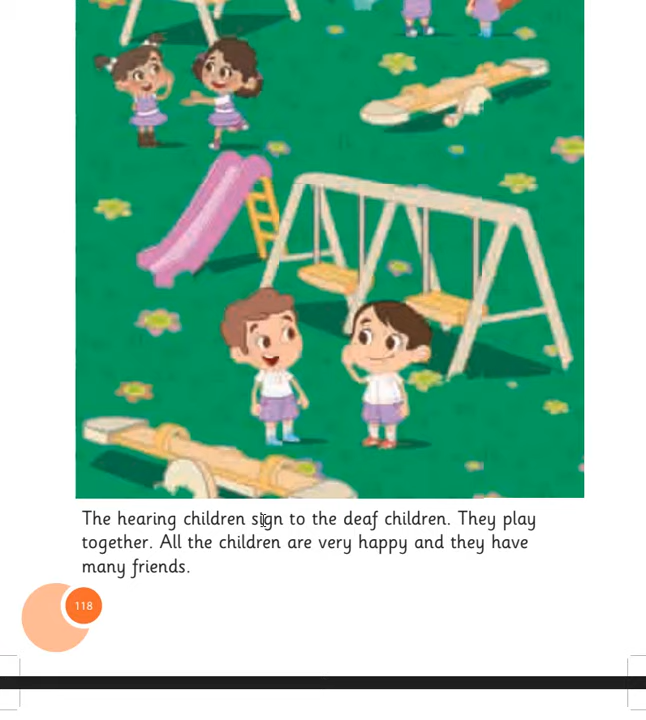 The hearing children sign to the deaf children. They play
together. All the children are very happy and they have
many friends.
118